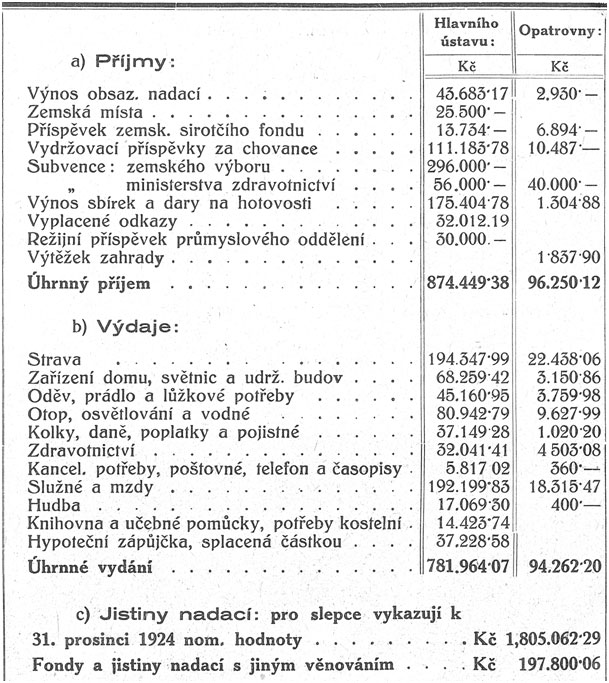 Hlavního ústavu: Opatrovny:
a) Příjmy: Kč Kč
Výnos obsaz. nadací . . . . . . . . . . 43.683·17 2,930·—
Zemská místa . . . . . . . . . . . . 25.500·—
Příspěvek zemsk. sirotčího fondu . . . . . . 13.734·— 6.894·—
Vydržovací příspěvky za chovance . . . . . 111.183·78 10.487·—
Subvence: zemského výboru . . . . . . . 296.000·—
„ ministerstva zdravotnictví . . . . 56.000·— 40.000·—
Výnos sbírek a dary na hotovosti . . . . . 175.404·78 1.304·88
Vyplacené odkazy . . . . . . . . . . 32.012.19
Režijní příspěvek průmyslového oddělení . . . 30.000.—
Výtěžek zahrady . . . . . . . . . . . 1·837·90
Úhrnný příjem . . . . . . . . . . . 874.449·38 96.250·12
b) Výdaje:
Strava . . . . . . . . . . . . 194.347·99 22.438·06
Zařízení domu, světnic a udrž. budov . . . . 68.259·42 3.150·86
Oděv, prádlo a lůžkové potřeby . . . . . . 45.160·95 3.759·98
Otop, osvětlování a vodné . . . . . . . 80.942·79 9.627·99
Kolky, daně, poplatky a pojistné . . . . . . 37.149·28 1.020·20
Zdravotnictví . . . . . . . . . . . . 32.041·41 4 503·08
Kancel. potřeby, poštovné, telefon a časopisy . 5.817 02 360·—
Služné a mzdy . . . . . . . . . . . 192.199·83 18.315·47
Hudba . . . . . . . . . . . . . . 17.069·30 400·—
Knihovna a učebné pomůcky, potřeby kostelní . 14.423·74
Hypoteční zápůjčka, splacená částkou . . . . 37.228·58
Úhrnné vydání . . . . . . . . . . . 781.964·07 94.262·20
c) Jistiny nadací: pro slepce vykazují k
31. prosinci 1924 nom. hodnoty . . . . . . . . Kč 1,805.062·29
Fondy a jistiny nadací s jiným věnováním . . . . Kč 197.800·06